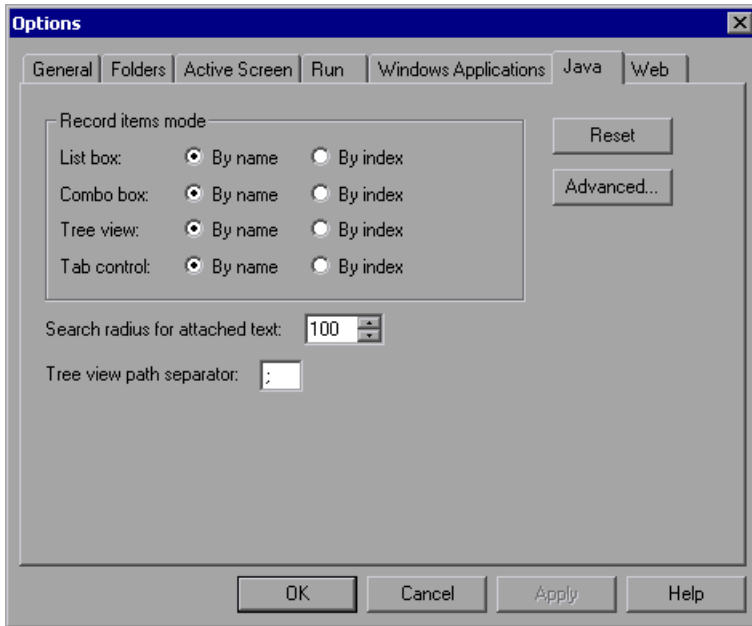 Options
General Folders Active Screen Run Windows Applications Java Web
Record items mode
List box: By name By index
Combo box: By name By index
Tree view: By name By index
Tab control: By name By index
Reset
Advanced...
Search radius for attached text: 100
Tree view path separator: ;
OK Cancel Apply Help